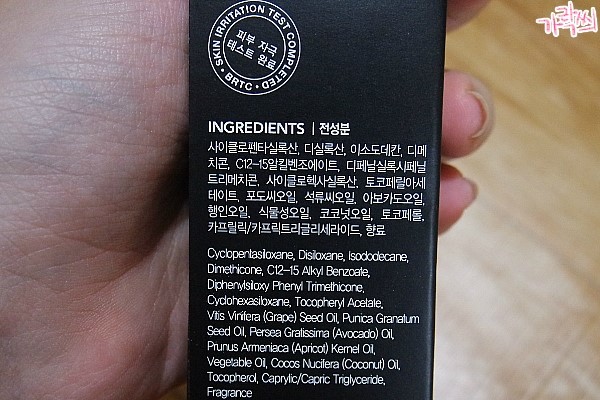 가락씨
SKIN IRRITATION TEST COMPLETED
· BRTC ·
피부 자극
테스트 완료
INGREDIENTS | 전성분
사이클로펜타실록산, 디실록산, 이소도데칸, 디메
치콘, C12-15알킬벤조에이트, 디페닐실록시페닐
트리메치콘, 사이클로헥사실록산, 토코페릴아세
테이트, 포도씨오일, 석류씨오일, 아보카도오일,
행인오일, 식물성오일, 코코넛오일, 토코페롤,
카프릴릭/카프릭트리글리세라이드, 향료
Cyclopentasiloxane, Disiloxane, Isododecane,
Dimethicone, C12-15 Alkyl Benzoate,
Diphenylsiloxy Phenyl Trimethicone,
Cyclohexasiloxane, Tocopheryl Acetate,
Vitis Vinifera (Grape) Seed Oil, Punica Granatum
Seed Oil, Persea Gratissima (Avocado) Oil,
Prunus Armeniaca (Apricot) Kernel Oil,
Vegetable Oil, Cocos Nucifera (Coconut) Oil,
Tocopherol, Caprylic/Capric Triglyceride,
Fragrance